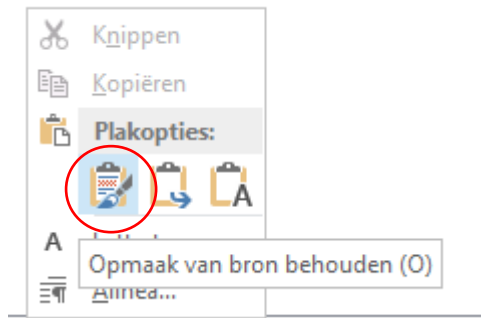 Knippen
Kopiëren
Plakopties:
A
A
Opmaak van bron behouden (O)
Alinea...